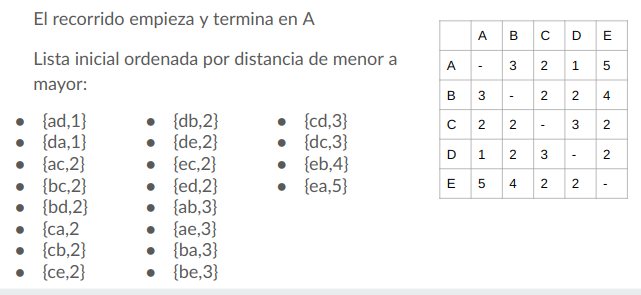 El recorrido empieza y termina en A
Lista inicial ordenada por distancia de menor a
mayor:
• {ad,1}
• {da,1}
• {ac,2}
• {bc,2}
• {bd,2}
• {ca,2
• {cb,2}
• {ce,2}
• {db,2}
• {de,2}
• {ec,2}
• {ed,2}
• {ab,3}
• {ae,3}
• {ba,3}
• {be,3}
• {cd,3}
• {dc,3}
• {eb,4}
• {ea,5}
A B C D E
A - 3 2 1 5
B 3 - 2 2 4
C 2 2 - 3 2
D 1 2 3 - 2
E 5 4 2 2 -